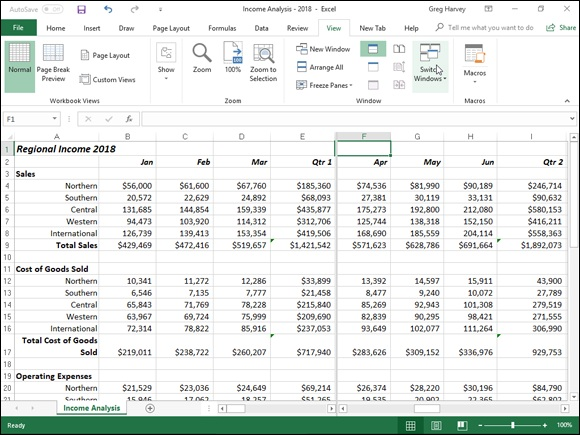 AutoSave Off Income Analysis - 2018 - Excel Greg Harvey
File Home Insert Draw Page Layout Formulas Data Review View New Tab Help Tell me what you want to do Share
Normal Page Break Preview Page Layout Custom Views Show Zoom 100% Zoom to Selection New Window Arrange All Freeze Panes Switch Windows Macros
Workbook Views Zoom Window Macros
F1 fx
A B C D E F G H I
1 Regional Income 2018
2 Jan Feb Mar Qtr 1 Apr May Jun Qtr 2
3 Sales
4 Northern $56,000 $61,600 $67,760 $185,360 $74,536 $81,990 $90,189 $246,714
5 Southern 20,572 22,629 24,892 $68,093 27,381 30,119 33,131 $90,632
6 Central 131,685 144,854 159,339 $435,877 175,273 192,800 212,080 $580,153
7 Western 94,473 103,920 114,312 $312,706 125,744 138,318 152,150 $416,211
8 International 126,739 139,413 153,354 $419,506 168,690 185,559 204,114 $558,363
9 Total Sales $429,469 $472,416 $519,657 $1,421,542 $571,623 $628,786 $691,664 $1,892,073
10
11 Cost of Goods Sold
12 Northern 10,341 11,272 12,286 $33,899 13,392 14,597 15,911 43,900
13 Southern 6,546 7,135 7,777 $21,458 8,477 9,240 10,072 27,789
14 Central 65,843 71,769 78,228 $215,840 85,269 92,943 101,308 279,519
15 Western 63,967 69,724 75,999 $209,690 82,839 90,295 98,421 271,555
16 International 72,314 78,822 85,916 $237,053 93,649 102,077 111,264 306,990
Total Cost of Goods
17 Sold $219,011 $238,722 $260,207 $717,940 $283,626 $309,152 $336,976 929,753
18
19 Operating Expenses
20 Northern $21,529 $23,036 $24,649 $69,214 $26,374 $28,220 $30,196 $84,790
21 Southern 15,946 17,062 18,257 $51,265 19,535 20,902 22,365 $62,802
Income Analysis
Ready 100%